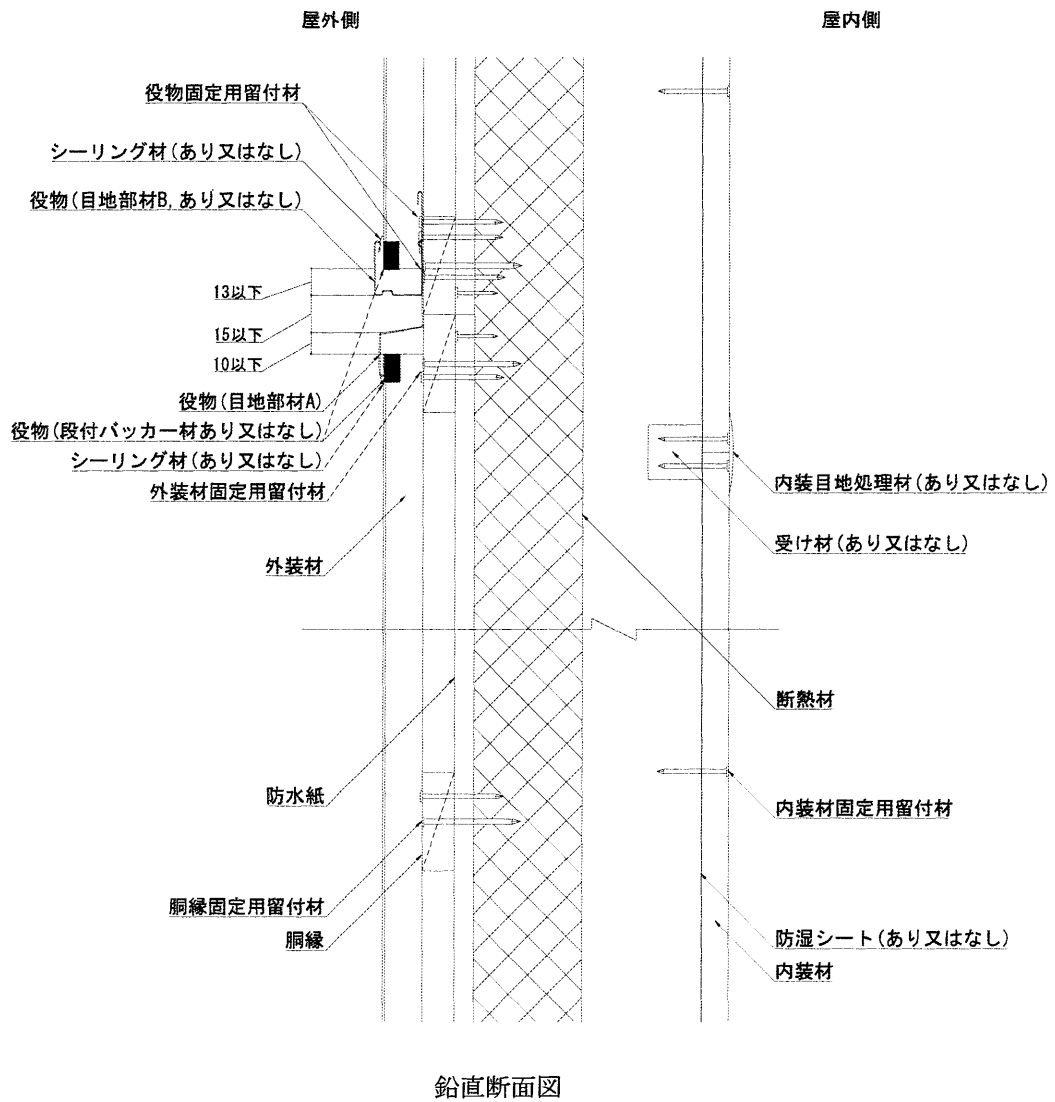 屋外側
屋内側
役物固定用留付材
シーリング材(あり又はなし)
役物(目地部材B,あり又はなし)
13以下
15以下
10以下
役物(目地部材A)
役物(段付バッカー材あり又はなし)
シーリング材(あり又はなし)
外装材固定用留付材
外装材
防水紙
胴縁固定用留付材
胴縁
内装目地処理材(あり又はなし)
受け材(あり又はなし)
断熱材
内装材固定用留付材
防湿シート(あり又はなし)
内装材
鉛直断面図